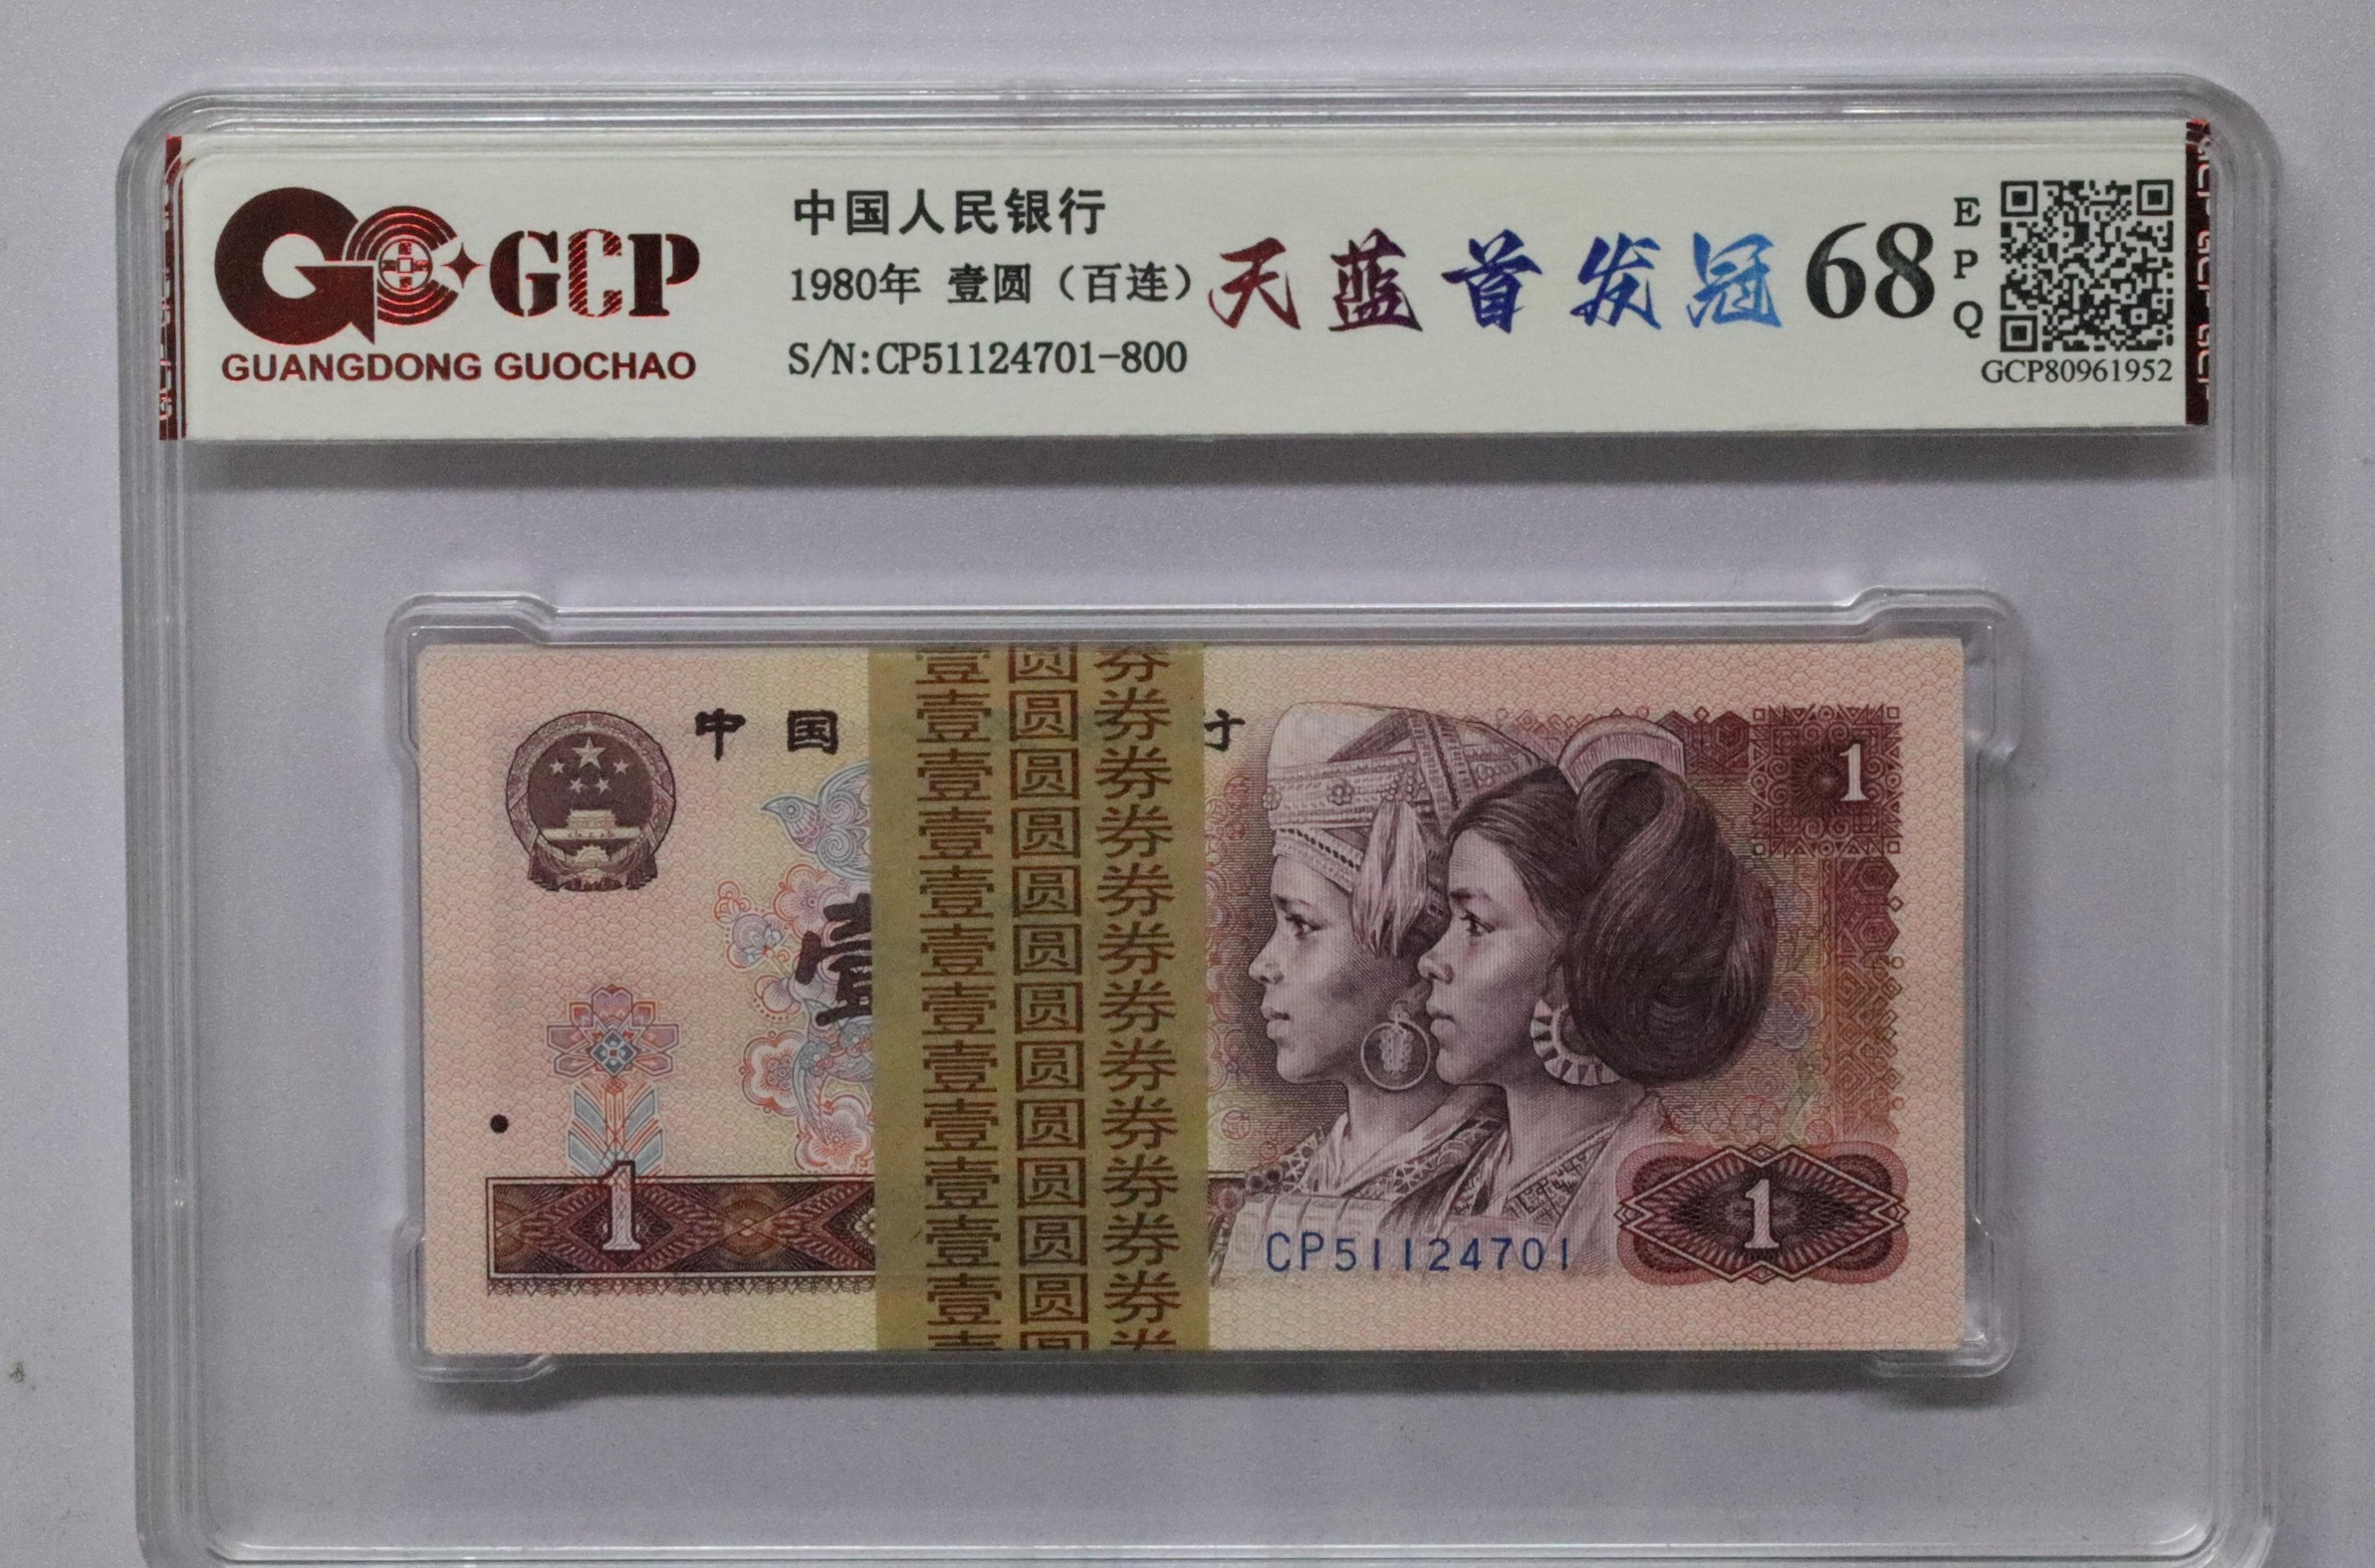 GCP
GUANGDONG GUOCHAO
中国人民银行
1980年 壹圆（百连）
S/N:CP51124701-800
天蓝首发冠
68
EPQ
GCP80961952
中国
壹
壹圆券
壹圆券
壹圆券
壹圆券
壹圆券
壹圆券
壹圆券
壹圆券
壹圆券
壹圆券
壹圆券
壹圆券
1
1
CP51124701
1